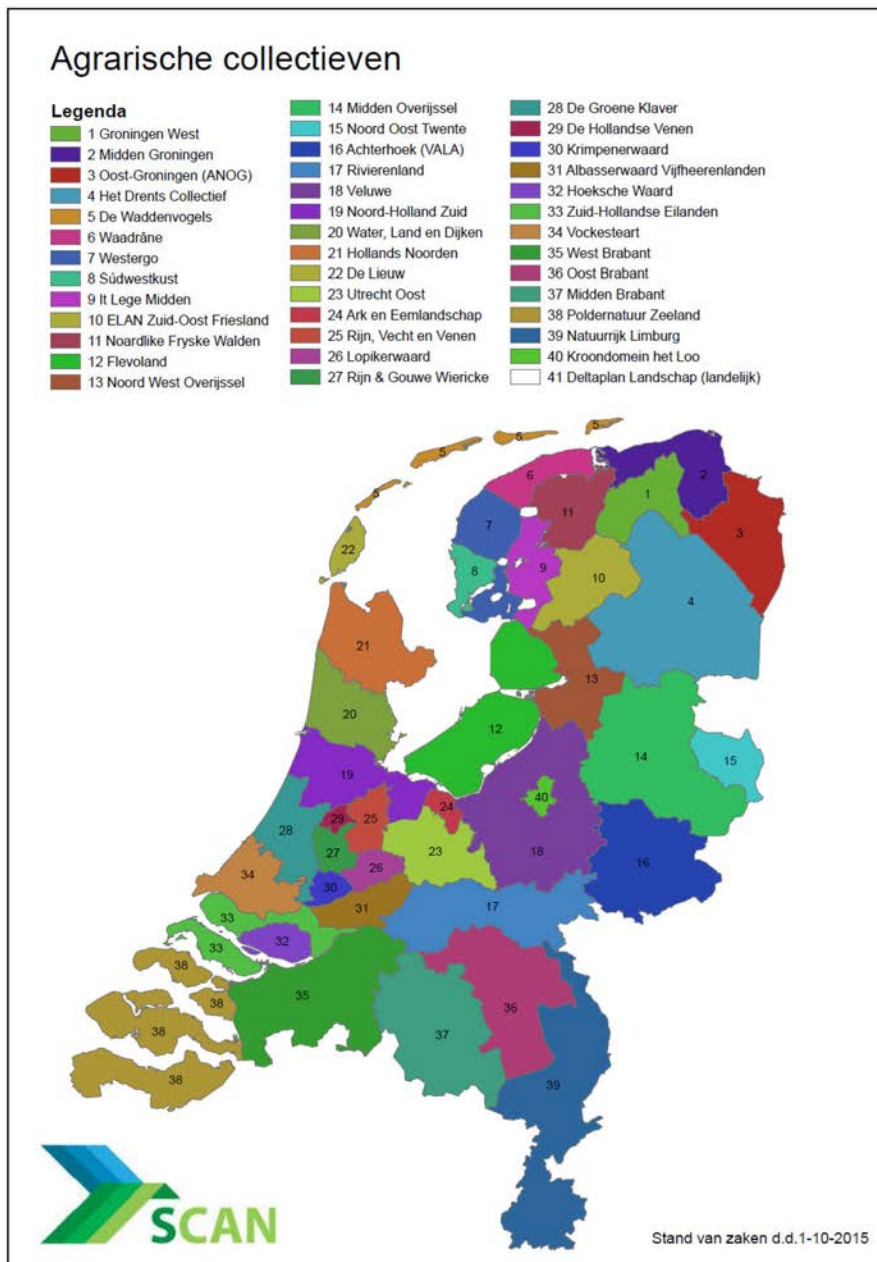 Agrarische collectieven
Legenda
1 Groningen West
2 Midden Groningen
3 Oost-Groningen (ANOG)
4 Het Drents Collectief
5 De Waddenvogels
6 Waadrâne
7 Westergo
8 Súdwestkust
9 It Lege Midden
10 ELAN Zuid-Oost Friesland
11 Noardlike Fryske Walden
12 Flevoland
13 Noord West Overijssel
14 Midden Overijssel
15 Noord Oost Twente
16 Achterhoek (VALA)
17 Rivierenland
18 Veluwe
19 Noord-Holland Zuid
20 Water, Land en Dijken
21 Hollands Noorden
22 De Lieuw
23 Utrecht Oost
24 Ark en Eemlandschap
25 Rijn, Vecht en Venen
26 Lopikerwaard
27 Rijn & Gouwe Wiericke
28 De Groene Klaver
29 De Hollandse Venen
30 Krimpenerwaard
31 Albasserwaard Vijfheerenlanden
32 Hoeksche Waard
33 Zuid-Hollandse Eilanden
34 Vockesteart
35 West Brabant
36 Oost Brabant
37 Midden Brabant
38 Poldernatuur Zeeland
39 Natuurrijk Limburg
40 Kroondomein het Loo
41 Deltaplan Landschap (landelijk)
5
5
5
5
6
2
1
11
7
3
22
8
9
10
4
21
13
20
12
14
15
19
40
24
29
25
28
27
23
18
16
26
34
30
31
17
33
32
33
38
38
35
36
38
37
38
39
SCAN
Stand van zaken d.d.1-10-2015